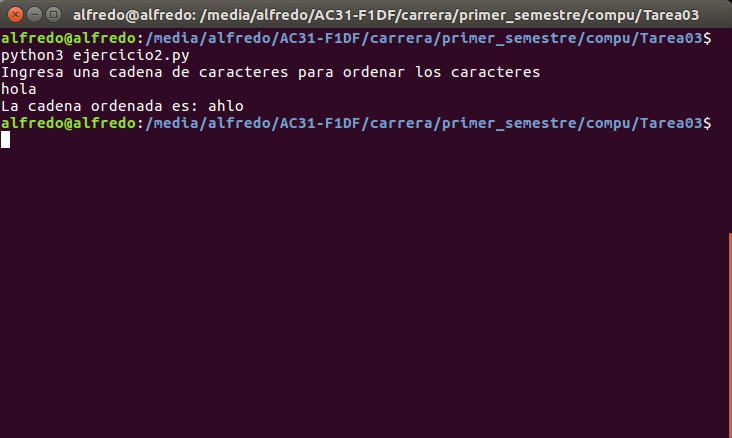 alfredo@alfredo: /media/alfredo/AC31-F1DF/carrera/primer_semestre/compu/Tarea03
alfredo@alfredo:/media/alfredo/AC31-F1DF/carrera/primer_semestre/compu/Tarea03$
python3 ejercicio2.py
Ingresa una cadena de caracteres para ordenar los caracteres
hola
La cadena ordenada es: ahlo
alfredo@alfredo:/media/alfredo/AC31-F1DF/carrera/primer_semestre/compu/Tarea03$